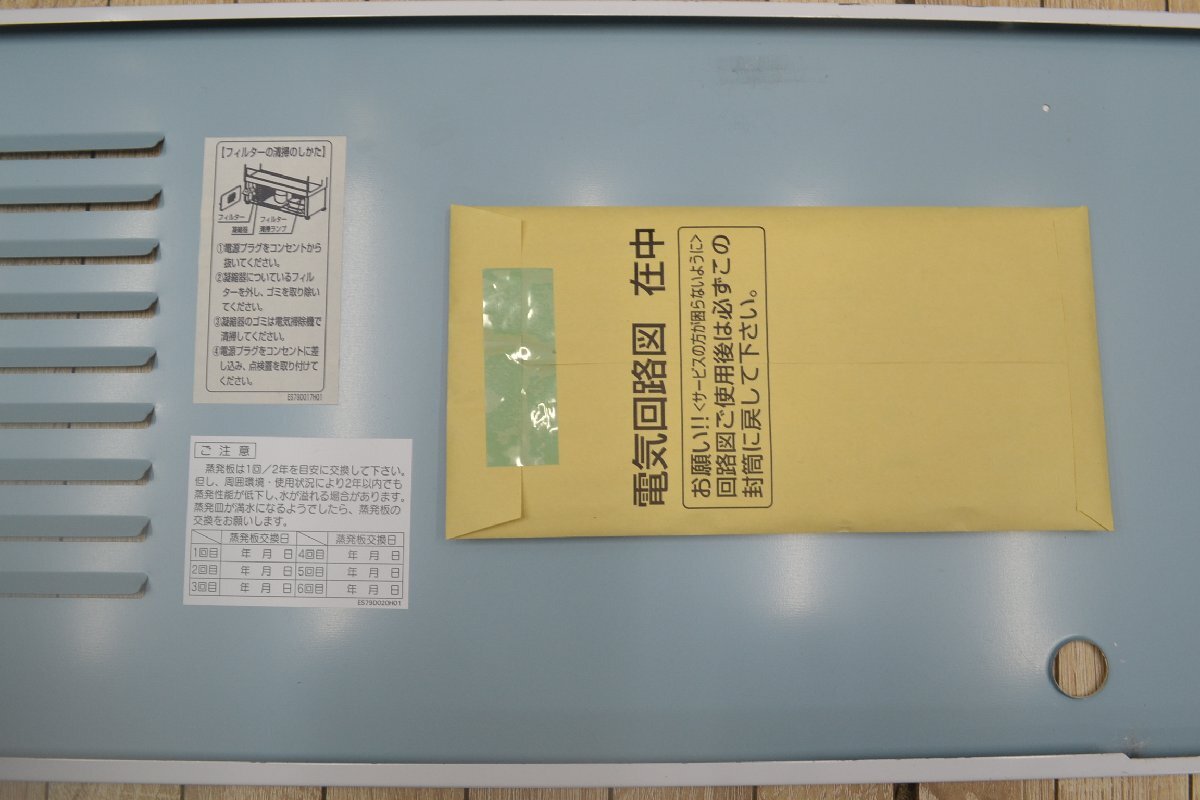 【フィルターの清掃のしかた】
フィルター
凝縮器
フィルター
清掃ランプ
①電源プラグをコンセントから
抜いてください。
②凝縮器についているフィル
ターを外し、ゴミを取り除い
てください。
③凝縮器のゴミは電気掃除機で
清掃してください。
④電源プラグをコンセントに差
し込み、点検蓋を取り付けて
ください。
ES79D017H01
ご注意
蒸発板は1回／2年を目安に交換して下さい。
但し、周囲環境・使用状況により2年以内でも
蒸発性能が低下し、水が溢れる場合があります。
蒸発皿が満水になるようでしたら、蒸発板の
交換をお願いします。
蒸発板交換日 蒸発板交換日
1回目 年 月 日 4回目 年 月 日
2回目 年 月 日 5回目 年 月 日
3回目 年 月 日 6回目 年 月 日
ES79D020H01
電気回路図 在中
お願い!!<サービスの方が困らないように>
回路図ご使用後は必ずこの
封筒に戻して下さい。